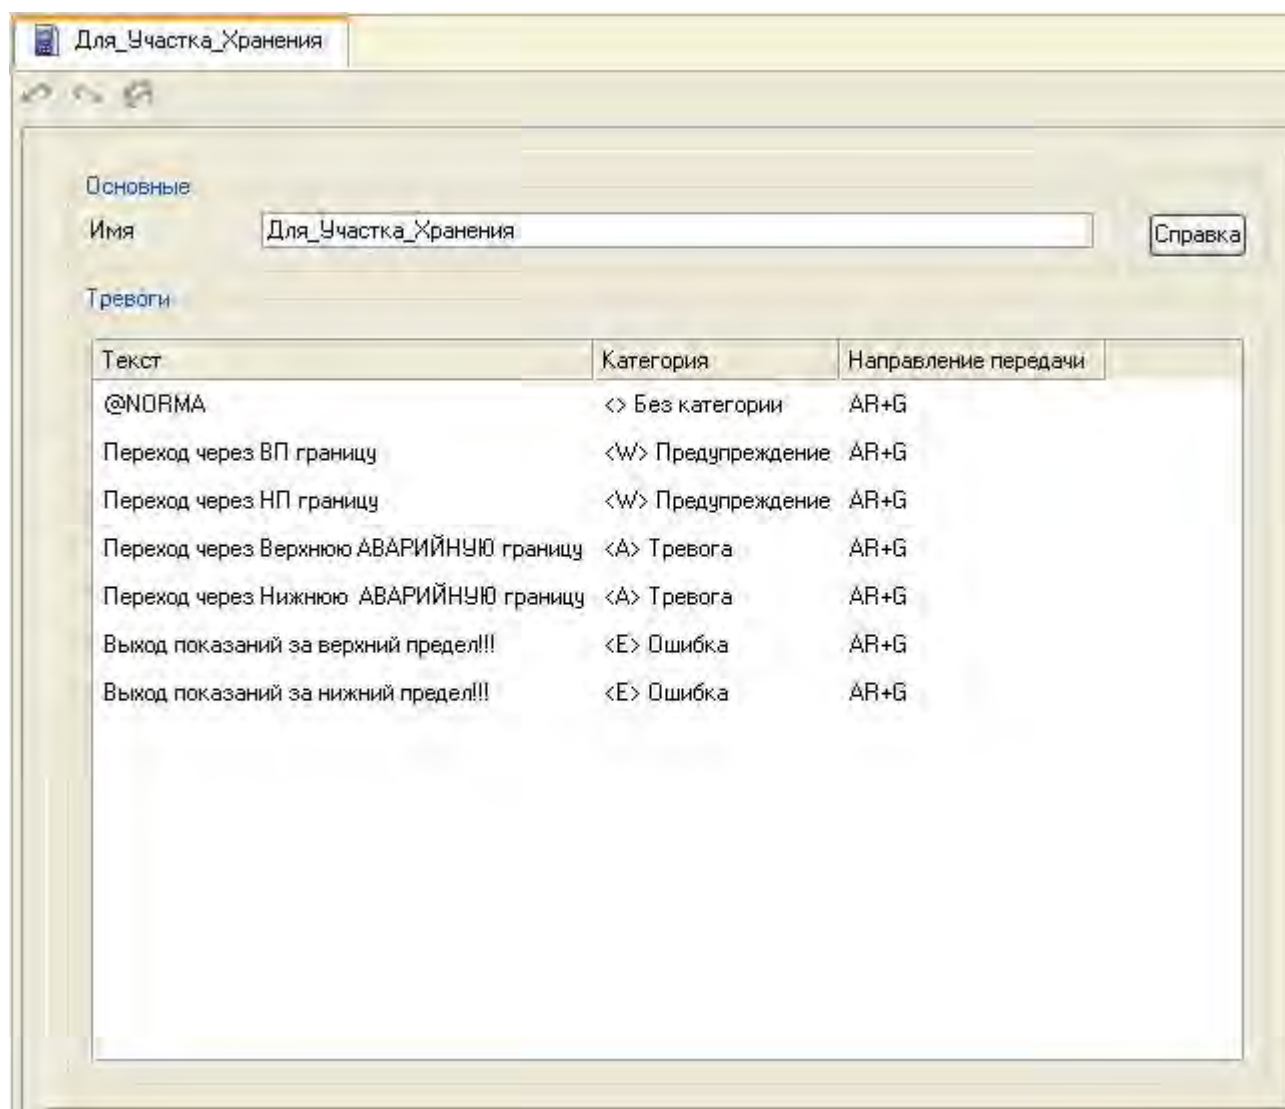 Для_Участка_Хранения
Основные
Имя Для_Участка_Хранения Справка
Тревоги
Текст Категория Направление передачи
@NORMA <> Без категории AR+G
Переход через ВП границу <W> Предупреждение AR+G
Переход через НП границу <W> Предупреждение AR+G
Переход через Верхнюю АВАРИЙНУЮ границу <A> Тревога AR+G
Переход через Нижнюю АВАРИЙНУЮ границу <A> Тревога AR+G
Выход показаний за верхний предел!!! <E> Ошибка AR+G
Выход показаний за нижний предел!!! <E> Ошибка AR+G